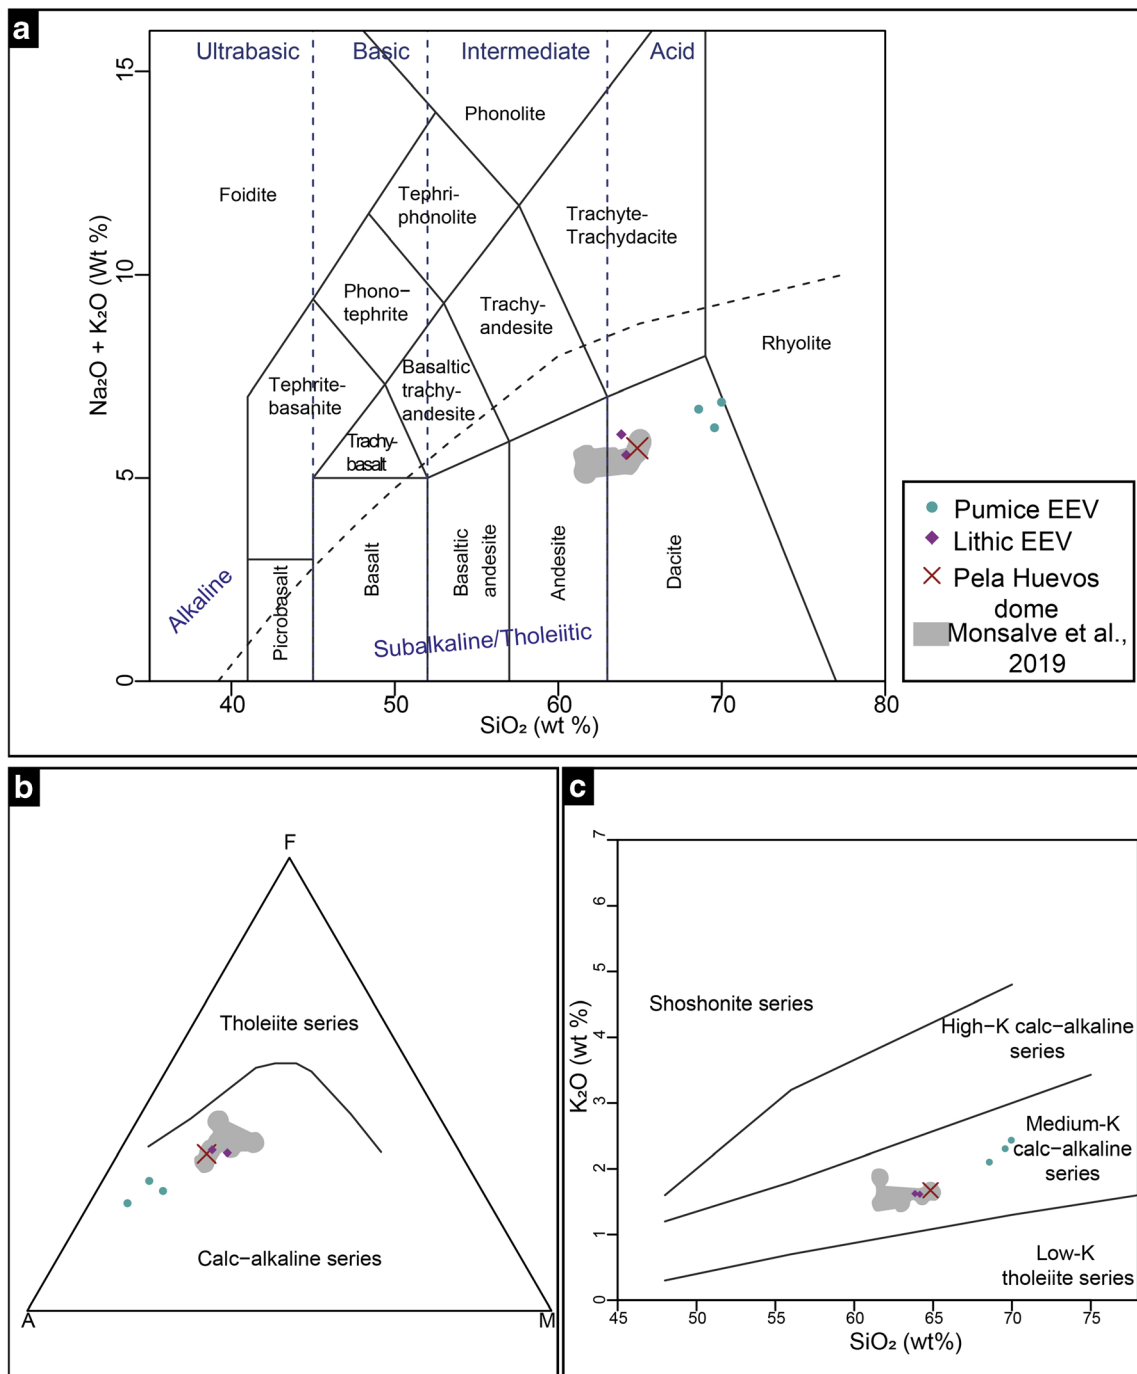 a
Ultrabasic
Basic
Intermediate
Acid
Phonolite
Foidite
Tephri-
phonolite
Trachyte-
Trachydacite
Phono−
tephrite
Trachy-
andesite
Rhyolite
Tephrite-
basanite
Basaltic
trachy-
andesite
Trachy-
basalt
Alkaline
Picrobasalt
Basalt
Basaltic
andesite
Andesite
Dacite
Subalkaline/Tholeiitic
Na₂O + K₂O (Wt %)
15
10
5
0
40
50
60
70
80
SiO₂ (wt %)
Pumice EEV
Lithic EEV
Pela Huevos
dome
Monsalve et al.,
2019
b
F
Tholeiite series
Calc−alkaline series
A
M
c
K₂O (wt %)
7
6
5
4
3
2
1
0
Shoshonite series
High−K calc−alkaline
series
Medium-K
calc−alkaline
series
Low-K
tholeiite series
45
50
55
60
65
70
75
SiO₂ (wt%)